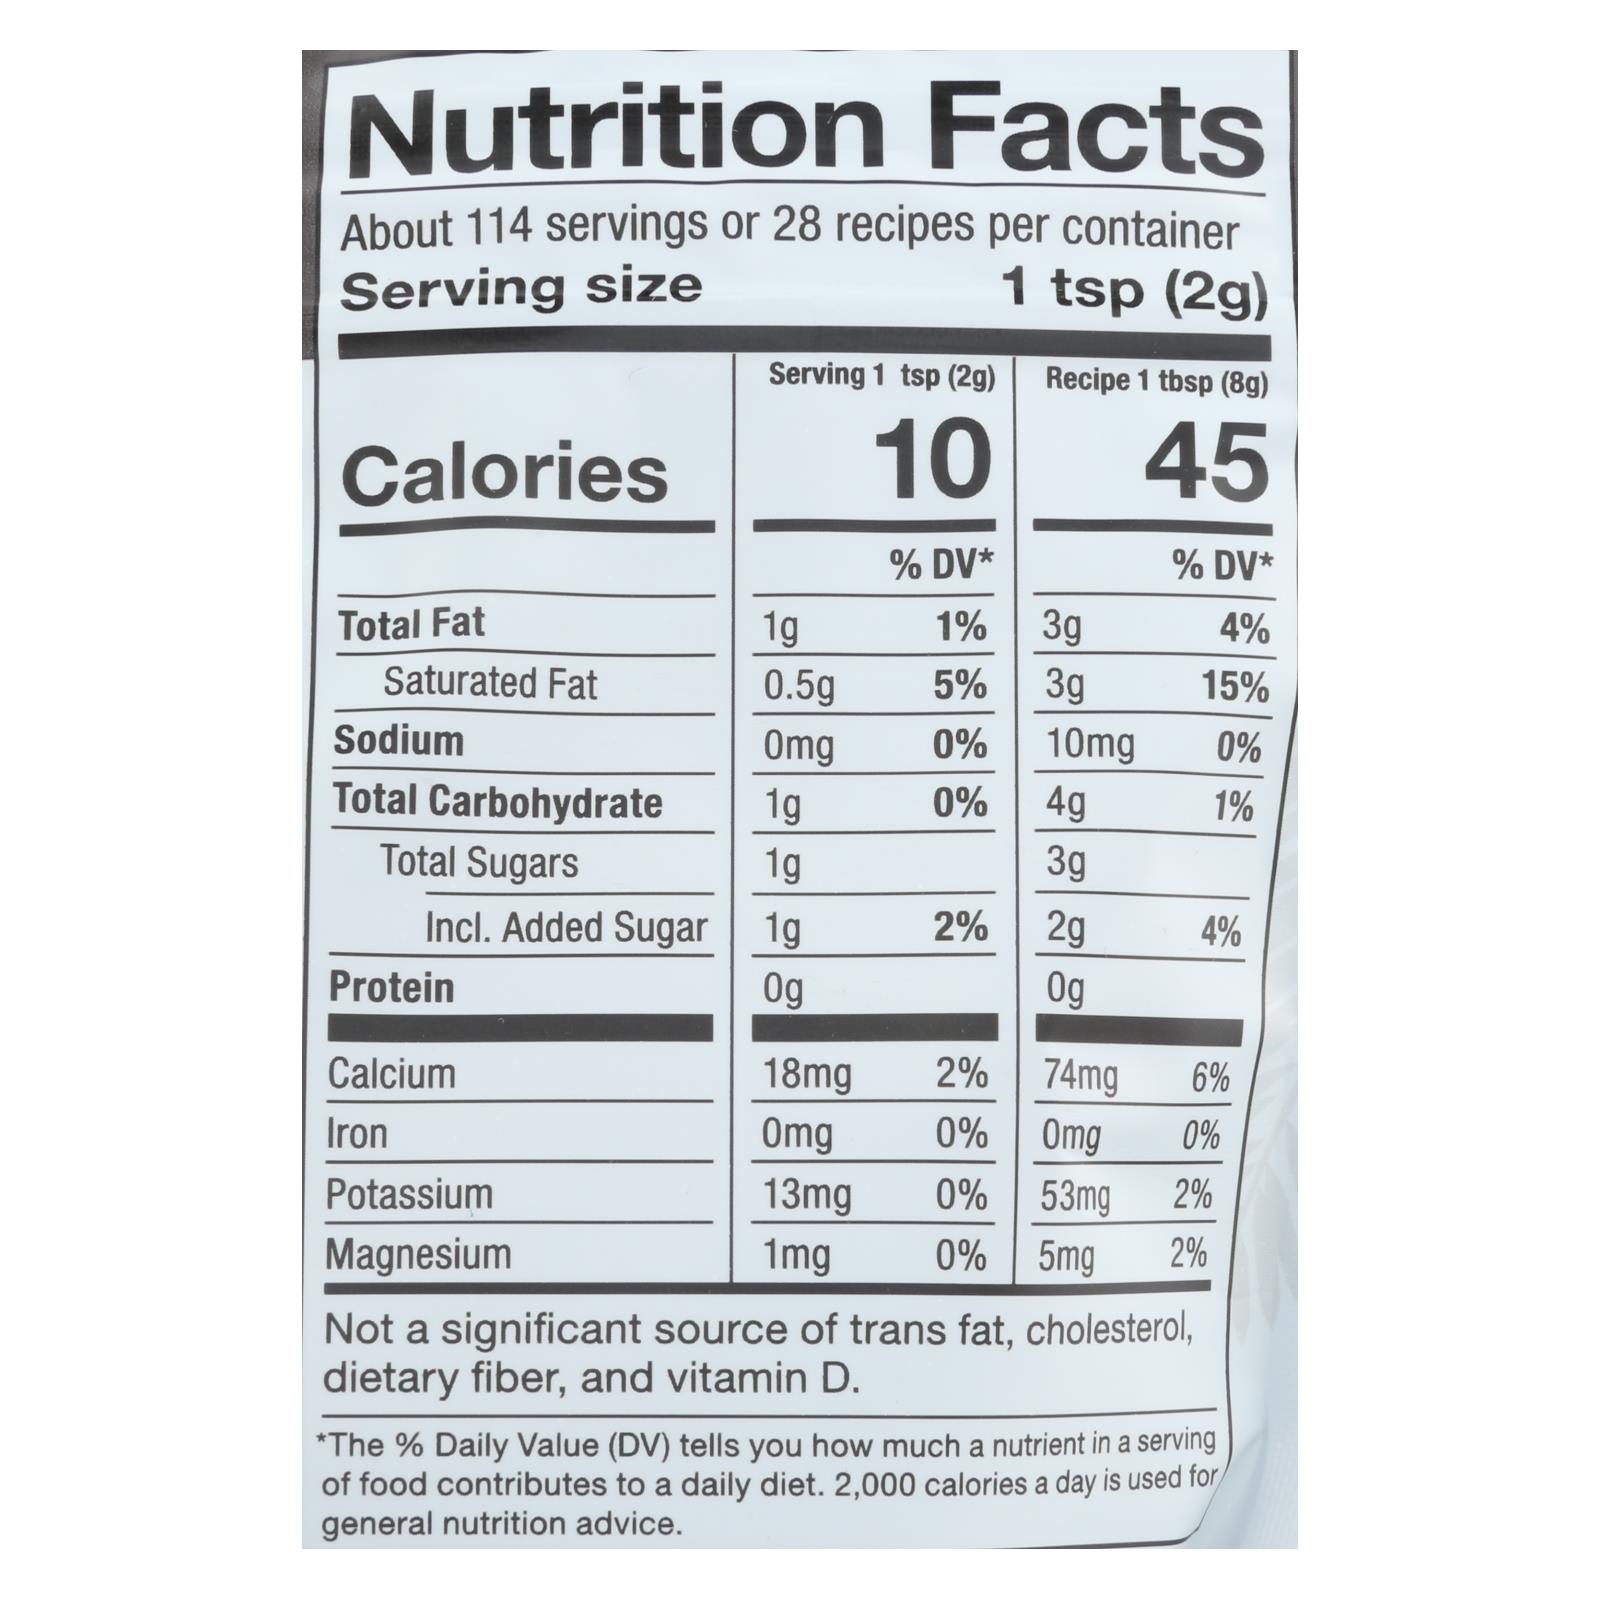 Nutrition Facts
About 114 servings or 28 recipes per container
Serving size 1 tsp (2g)
Serving 1 tsp (2g) Recipe 1 tbsp (8g)
Calories 10 45
% DV* % DV*
Total Fat 1g 1% 3g 4%
Saturated Fat 0.5g 5% 3g 15%
Sodium 0mg 0% 10mg 0%
Total Carbohydrate 1g 0% 4g 1%
Total Sugars 1g 3g
Incl. Added Sugar 1g 2% 2g 4%
Protein 0g 0g
Calcium 18mg 2% 74mg 6%
Iron 0mg 0% 0mg 0%
Potassium 13mg 0% 53mg 2%
Magnesium 1mg 0% 5mg 2%
Not a significant source of trans fat, cholesterol,
dietary fiber, and vitamin D.
*The % Daily Value (DV) tells you how much a nutrient in a serving
of food contributes to a daily diet. 2,000 calories a day is used for
general nutrition advice.